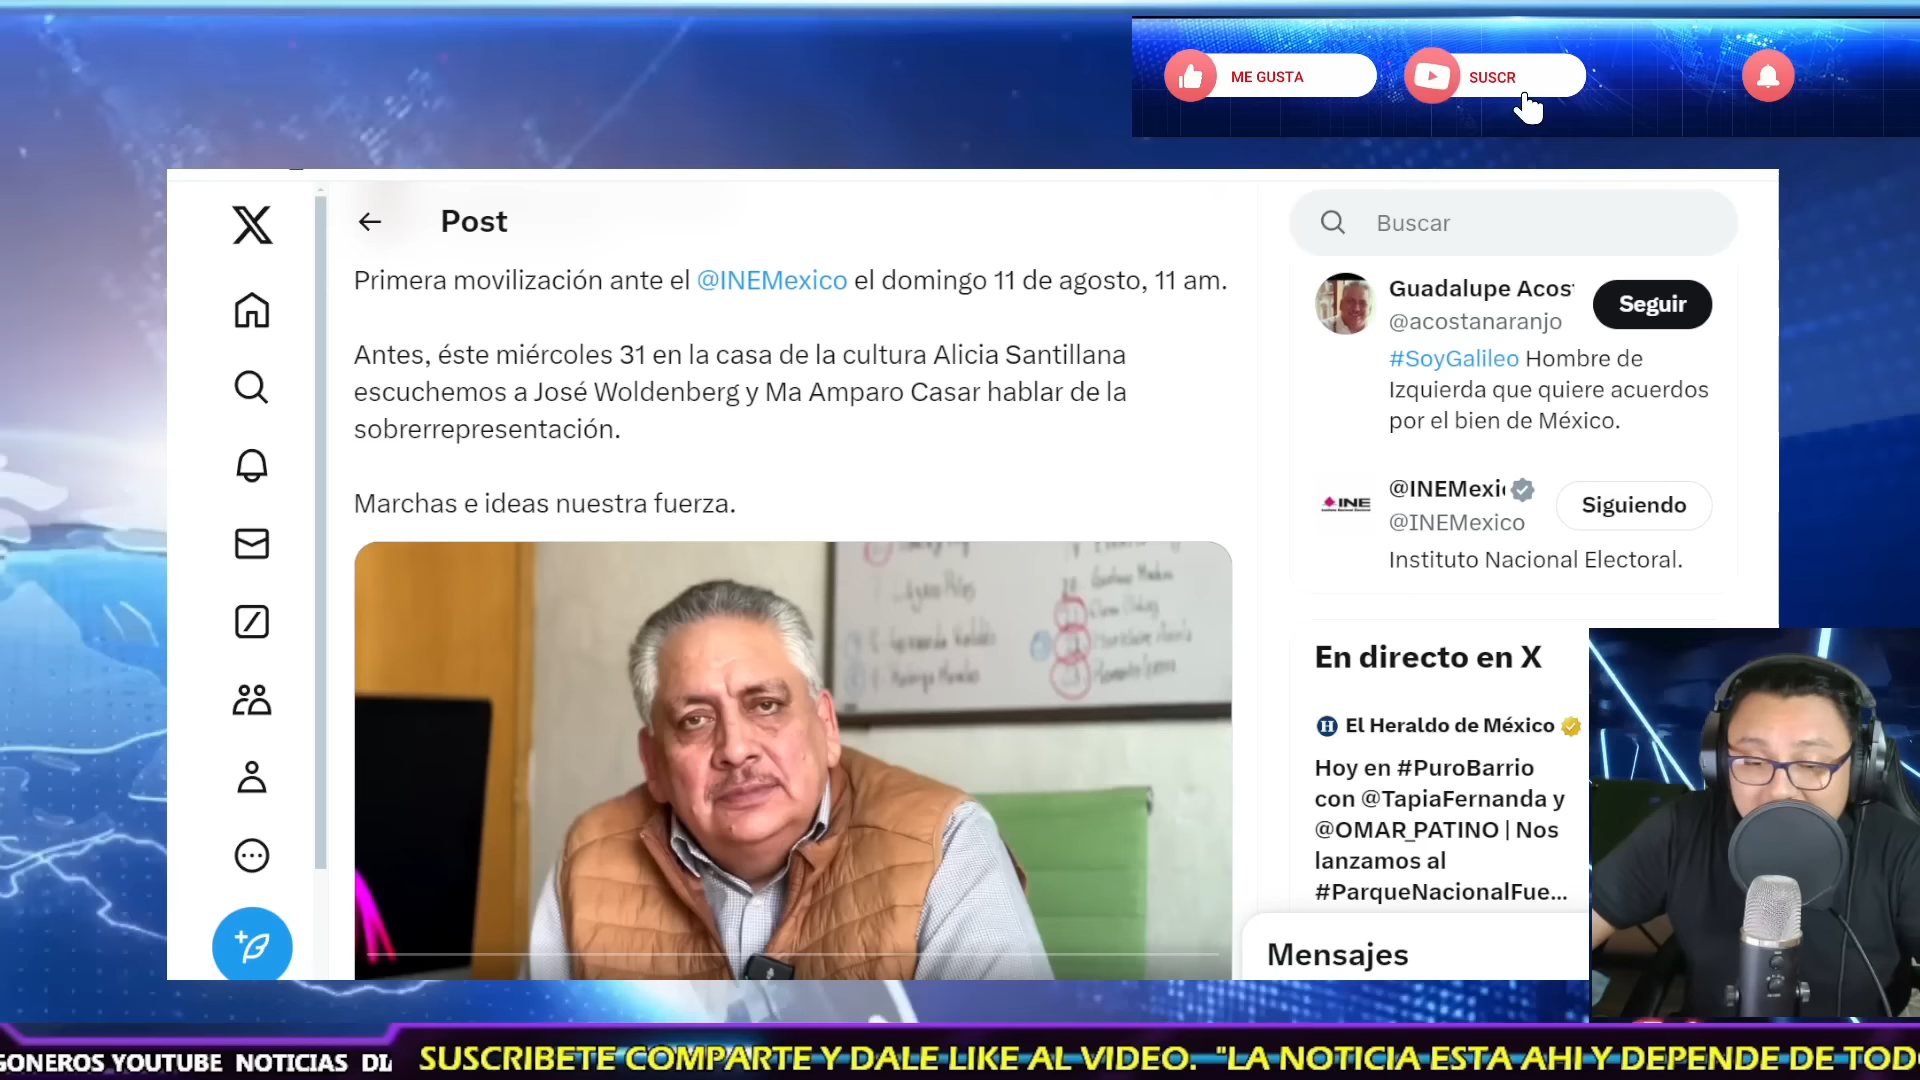 ME GUSTA
SUSCR
Post
Primera movilización ante el @INEMexico el domingo 11 de agosto, 11 am.
Antes, éste miércoles 31 en la casa de la cultura Alicia Santillana
escuchemos a José Woldenberg y Ma Amparo Casar hablar de la
sobrerrepresentación.
Marchas e ideas nuestra fuerza.
Buscar
Guadalupe Acos
Seguir
@acostanaranjo
#SoyGalileo Hombre de
Izquierda que quiere acuerdos
por el bien de México.
@INEMexi
INE
Siguiendo
@INEMexico
Instituto Nacional Electoral.
En directo en X
El Heraldo de México
Hoy en #PuroBarrio
con @TapiaFernanda y
@OMAR_PATINO | Nos
lanzamos al
#ParqueNacionalFue...
Mensajes
GONEROS YOUTUBE NOTICIAS
SUSCRIBETE COMPARTE Y DALE LIKE AL VIDEO. "LA NOTICIA ESTA AHI Y DEPENDE DE TOD